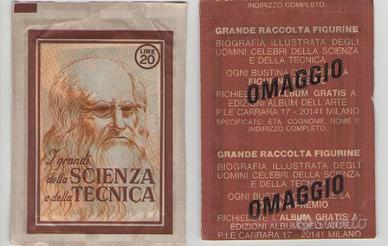 LIRE
20
I grandi
della SCIENZA
e della TECNICA
INDIRIZZO COMPLETO.
GRANDE RACCOLTA FIGURINE
BIOGRAFIA ILLUSTRATA DEGLI
UOMINI CELEBRI DELLA SCIENZA
E DELLA TECNICA
OGNI BUSTINA
OMAGGIO
RICHIEDETE L'ALBUM GRATIS A
EDIZIONI ALBUM DELL'ARTE
P.LE CARRARA 17 - 20141 MILANO
SPECIFICATE: ETÀ, COGNOME, NOME E
INDIRIZZO COMPLETO.
GRANDE RACCOLTA FIGURINE
BIOGRAFIA ILLUSTRATA DEGLI
UOMINI CELEBRI DELLA SCIENZA
E DELLA TECNICA
OMAGGIO
PREMIO
RICHIEDETE L'ALBUM GRATIS A
EDIZIONI ALBUM DELL'ARTE
P.LE CARRARA 17 - 20141 MILANO